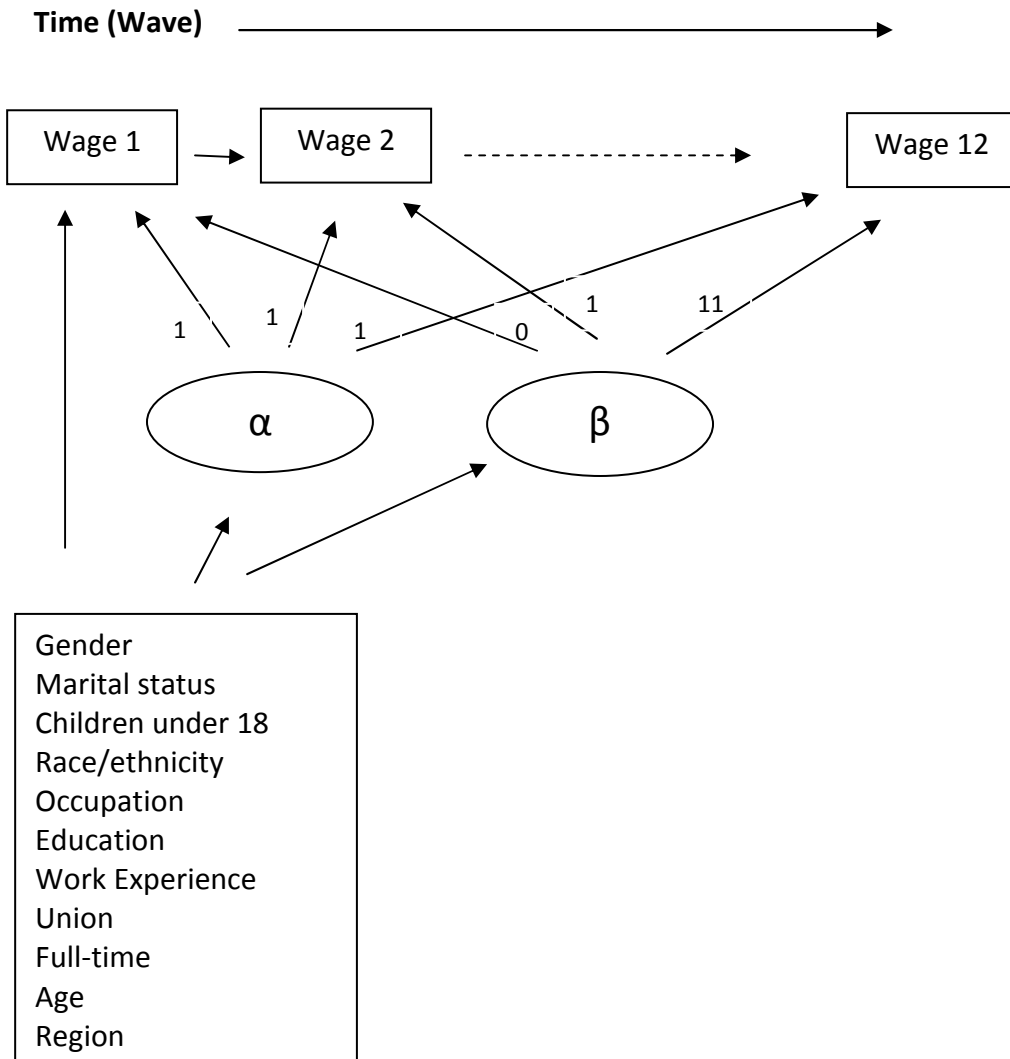 Time (Wave)
Wage 1
Wage 2
Wage 12
1
1
1
0
1
11
α
β
Gender
Marital status
Children under 18
Race/ethnicity
Occupation
Education
Work Experience
Union
Full-time
Age
Region